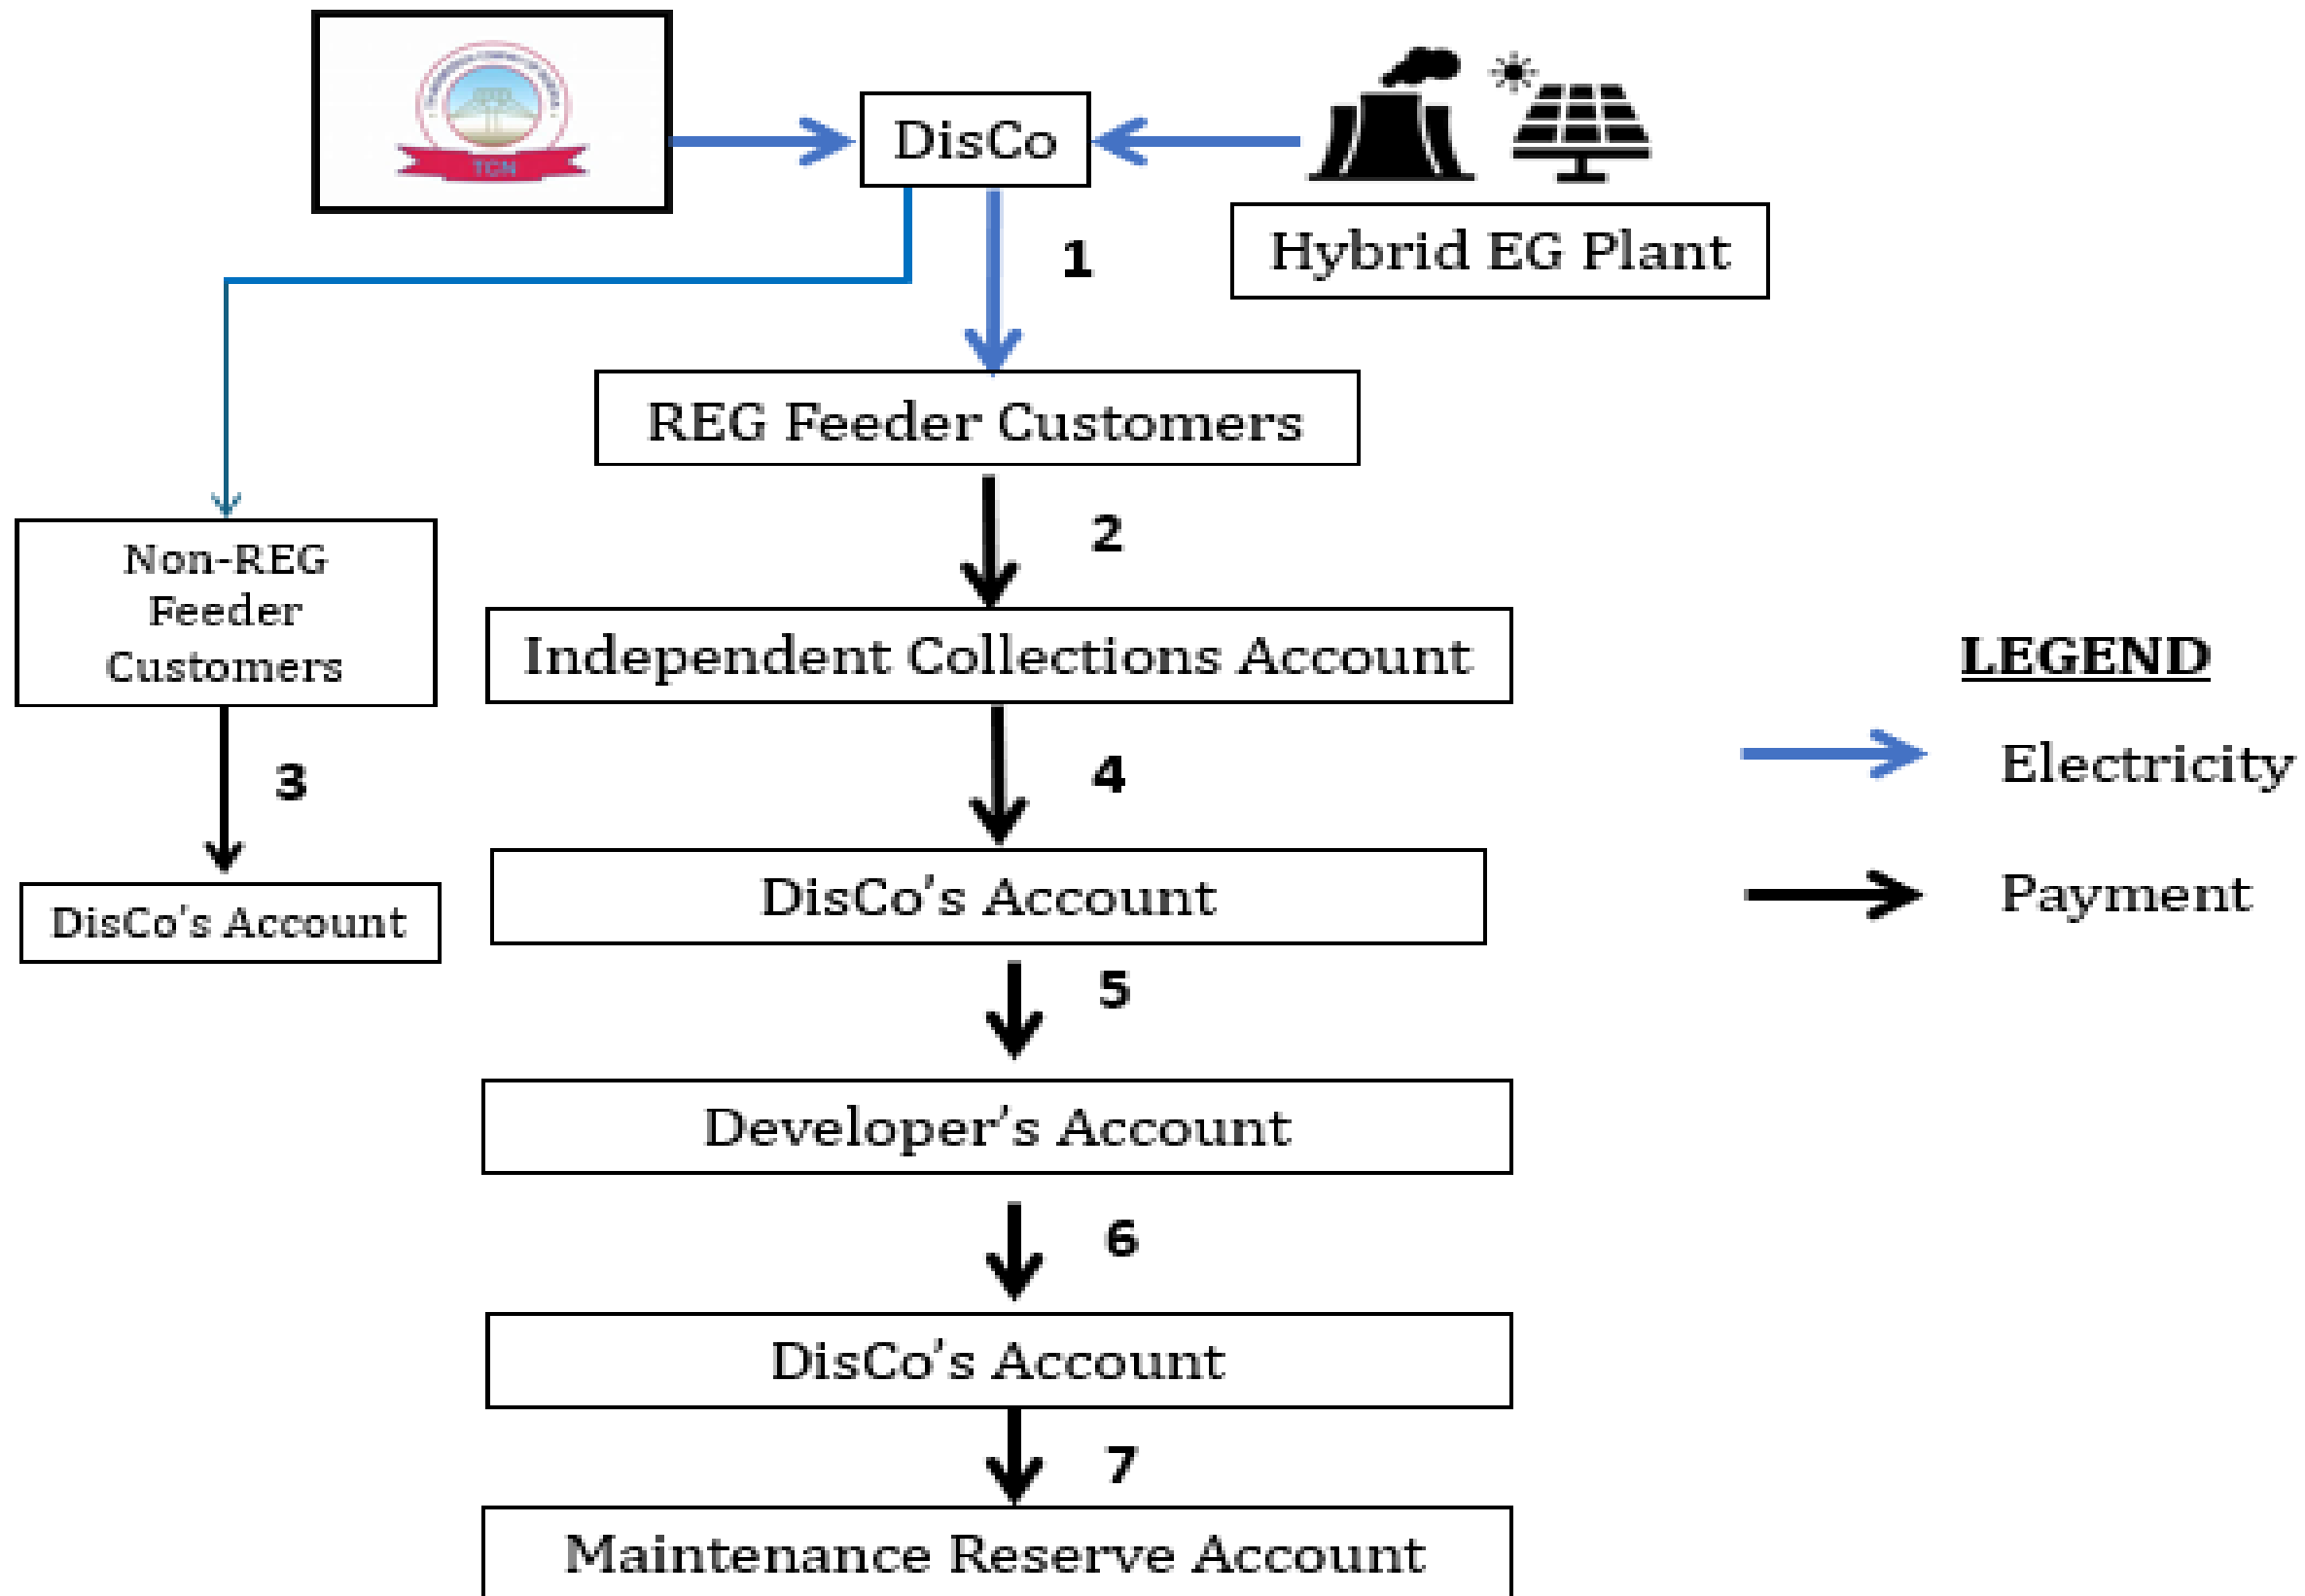 TCN
DisCo
Hybrid EG Plant
1
REG Feeder Customers
2
Non-REG
Feeder
Customers
Independent Collections Account
LEGEND
Electricity
3
4
Payment
DisCo's Account
DisCo's Account
5
Developer's Account
6
DisCo's Account
7
Maintenance Reserve Account